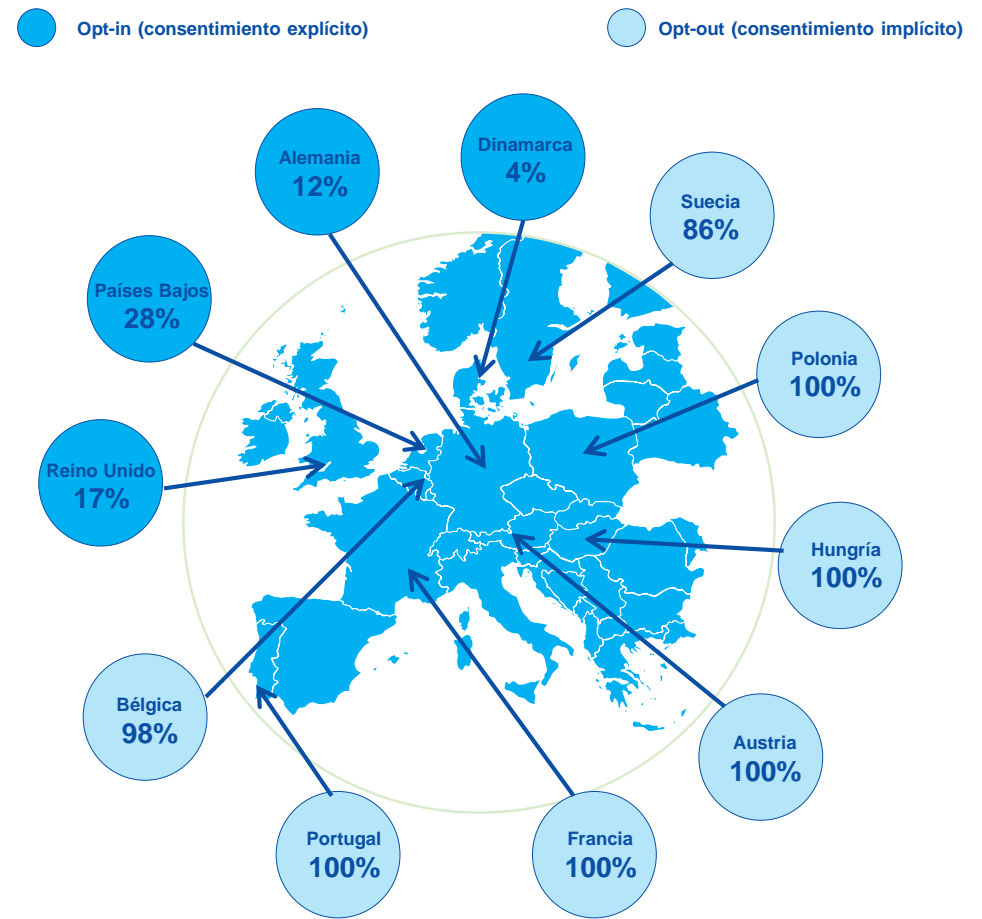 Opt-in (consentimiento explícito)
Opt-out (consentimiento implícito)
Alemania
12%
Dinamarca
4%
Suecia
86%
Países Bajos
28%
Polonia
100%
Reino Unido
17%
Hungría
100%
Bélgica
98%
Austria
100%
Portugal
100%
Francia
100%